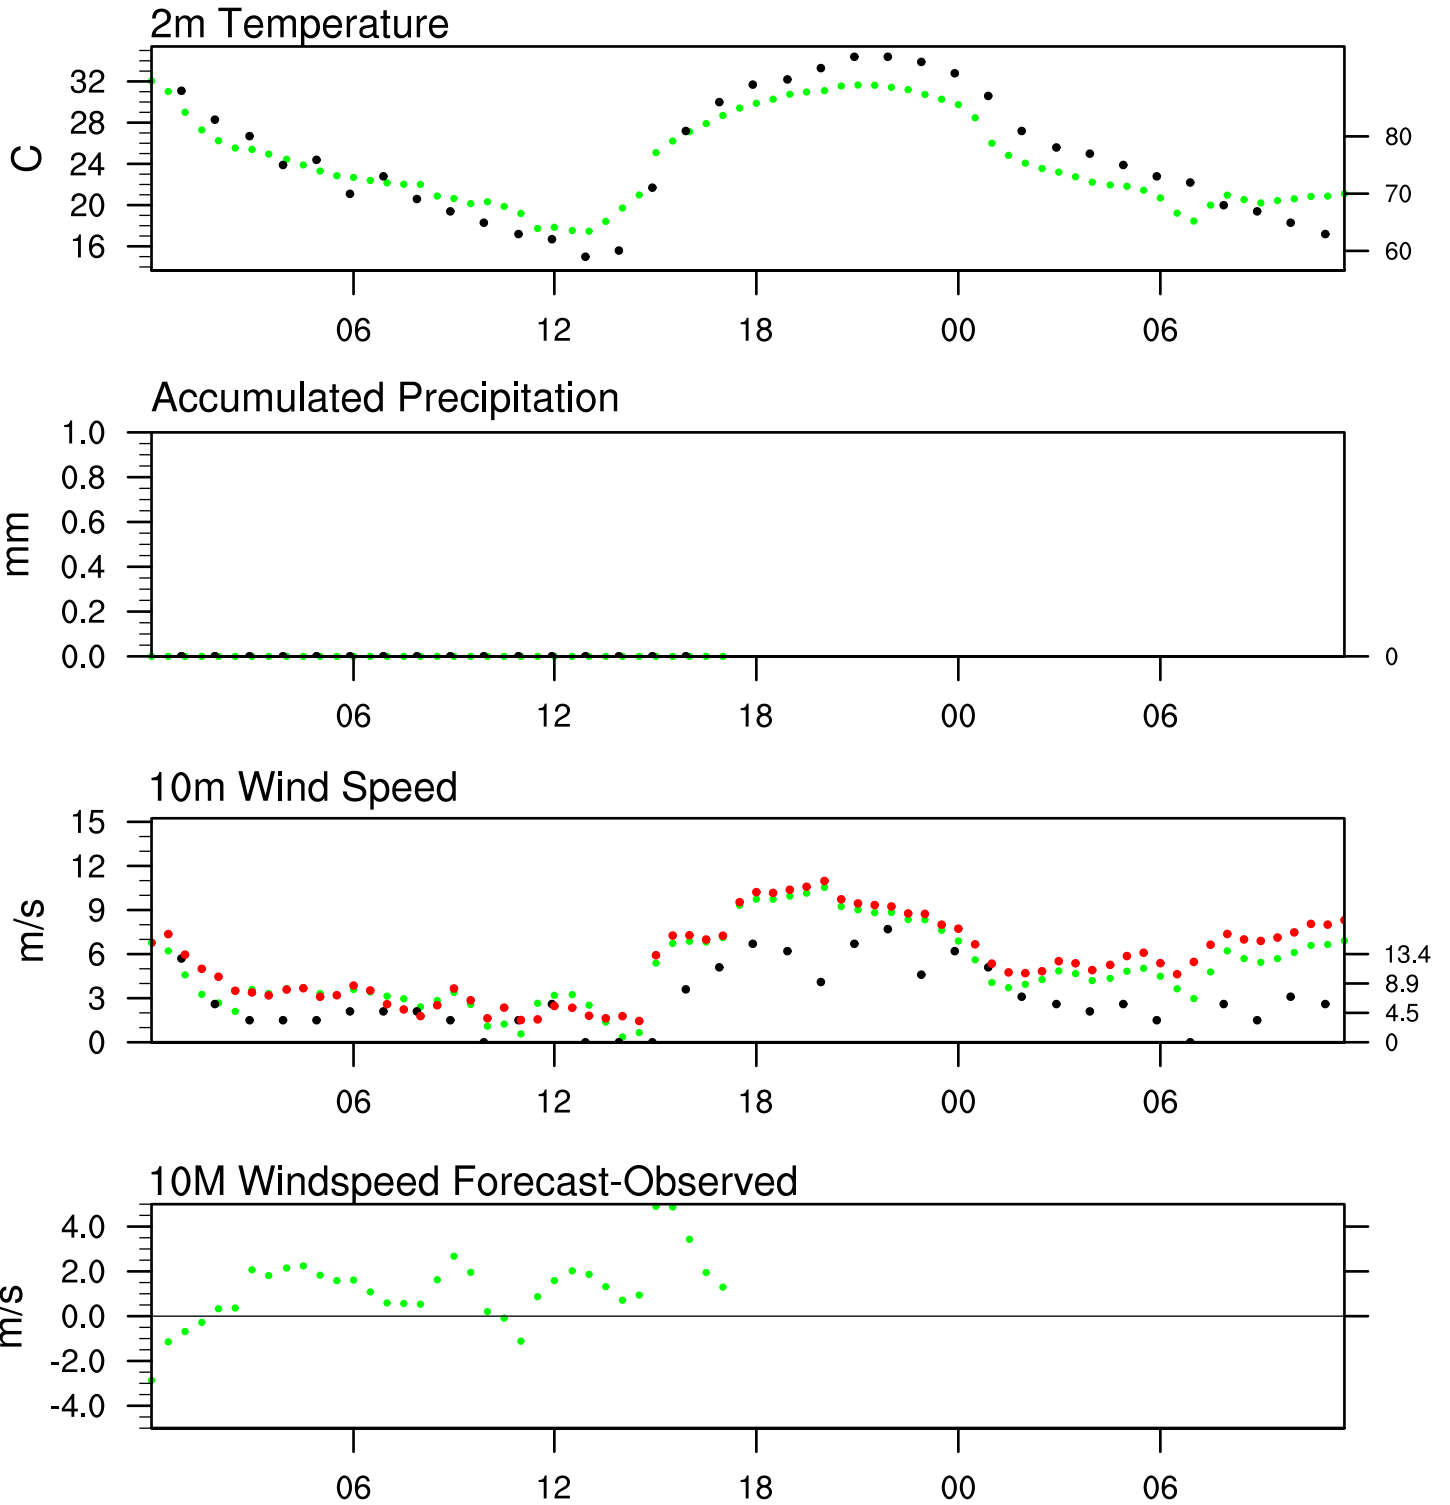 2m Temperature
C
32
28
24
20
16
80
70
60
06 12 18 00 06
Accumulated Precipitation
mm
1.0
0.8
0.6
0.4
0.2
0.0
0
06 12 18 00 06
10m Wind Speed
m/s
15
12
9
6
3
0
13.4
8.9
4.5
0
06 12 18 00 06
10M Windspeed Forecast-Observed
m/s
4.0
2.0
0.0
-2.0
-4.0
06 12 18 00 06